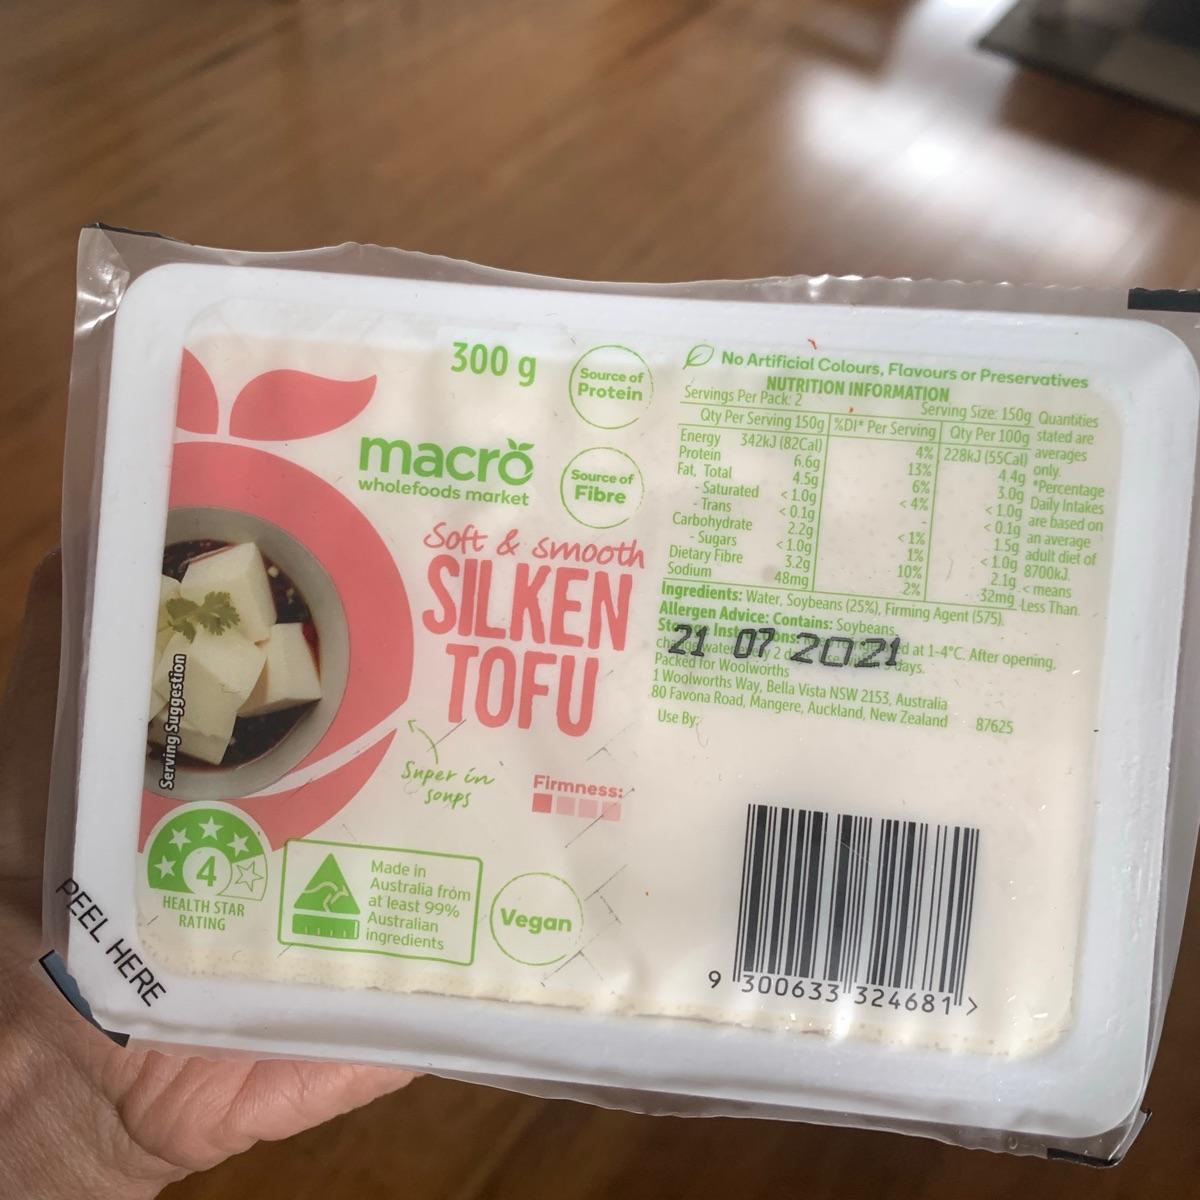 300 g
Source of
Protein
macro
wholefoods market
Source of
Fibre
Soft & smooth
SILKEN
TOFU
Super in
soups
Firmness:
Serving Suggestion
4
HEALTH STAR
RATING
Made in
Australia from
at least 99%
Australian
ingredients
Vegan
PEEL HERE
No Artificial Colours, Flavours or Preservatives
NUTRITION INFORMATION
Servings Per Pack: 2 Serving Size: 150g
Qty Per Serving 150g %DI* Per Serving Qty Per 100g
Energy 342kJ (82Cal) 4% 228kJ (55Cal)
Protein 6.6g 13% 4.4g
Fat, Total 4.5g 6% 3.0g
- Saturated < 1.0g < 4% < 1.0g
- Trans < 0.1g - < 0.1g
Carbohydrate 2.2g < 1% 1.5g
- Sugars < 1.0g 1% < 1.0g
Dietary Fibre 3.2g 10% 2.1g
Sodium 48mg 2% 32mg
Quantities
stated are
averages
only.
*Percentage
Daily Intakes
are based on
an average
adult diet of
8700kJ.
< means
Less Than.
Ingredients: Water, Soybeans (25%), Firming Agent (575).
Allergen Advice: Contains: Soybeans.
at 1-4°C. After opening,
days.
21 07 2021
Packed for Woolworths
1 Woolworths Way, Bella Vista NSW 2153, Australia
80 Favona Road, Mangere, Auckland, New Zealand 87625
Use By:
9 300633 324681 >